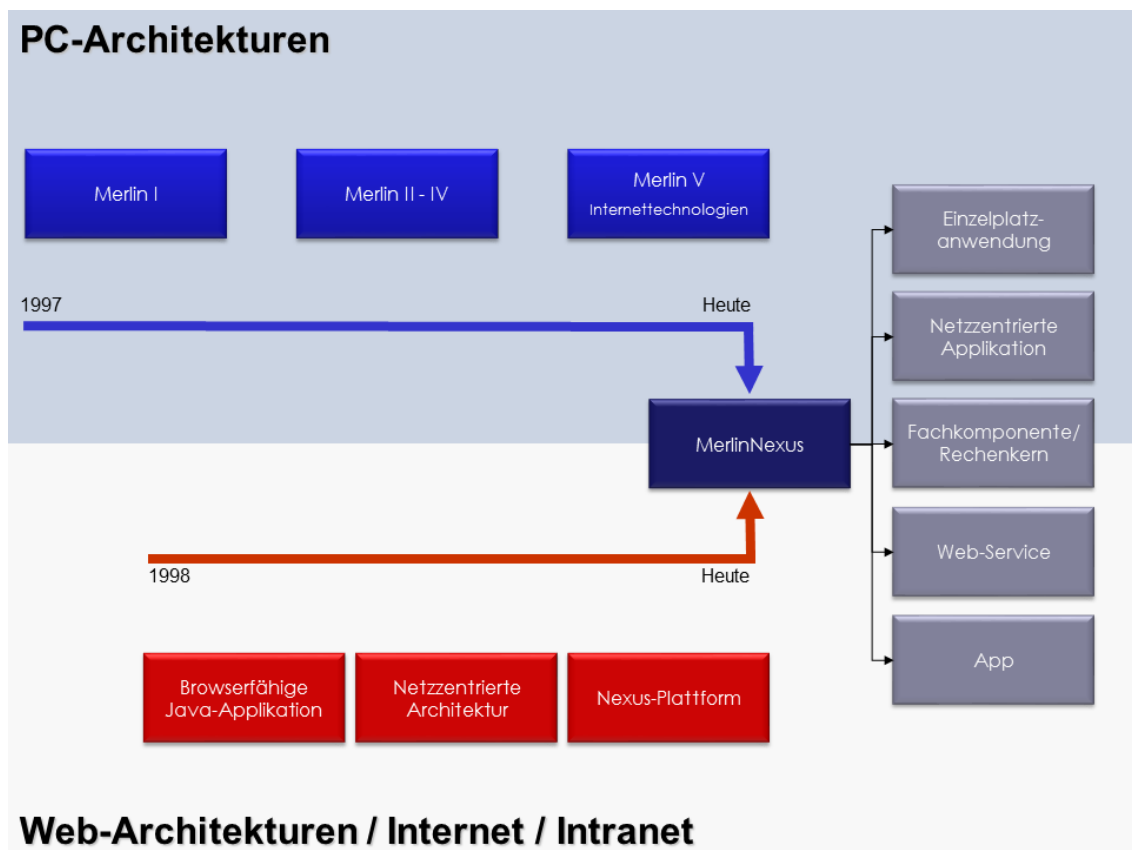 PC-Architekturen
Merlin I
Merlin II - IV
Merlin V
Internettechnologien
Einzelplatz-
anwendung
1997
Heute
Netzzentrierte
Applikation
MerlinNexus
Fachkomponente/
Rechenkern
Web-Service
1998
Heute
App
Browserfähige
Java-Applikation
Netzzentrierte
Architektur
Nexus-Plattform
Web-Architekturen / Internet / Intranet